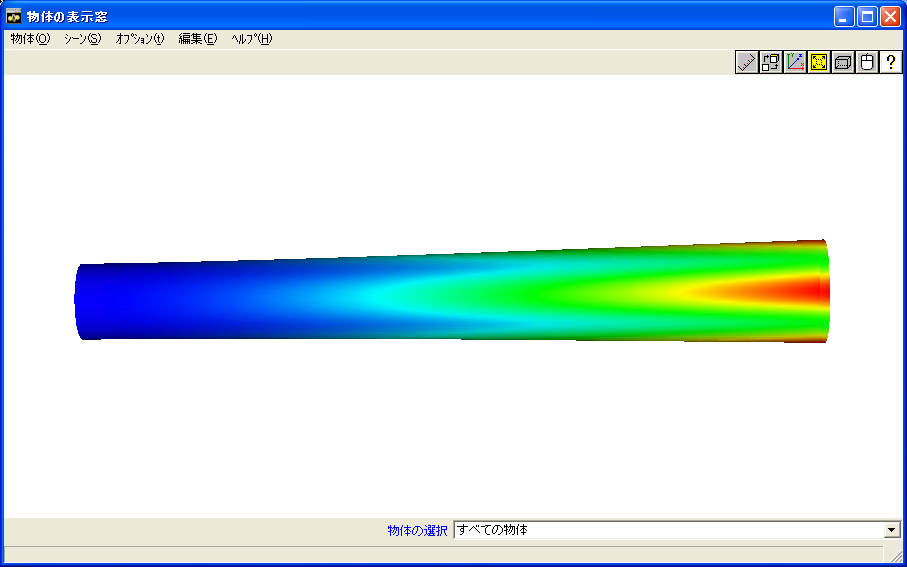 物体の表示窓
物体(O) シーン(S) オプション(t) 編集(E) ヘルプ(H)
?
物体の選択 すべての物体